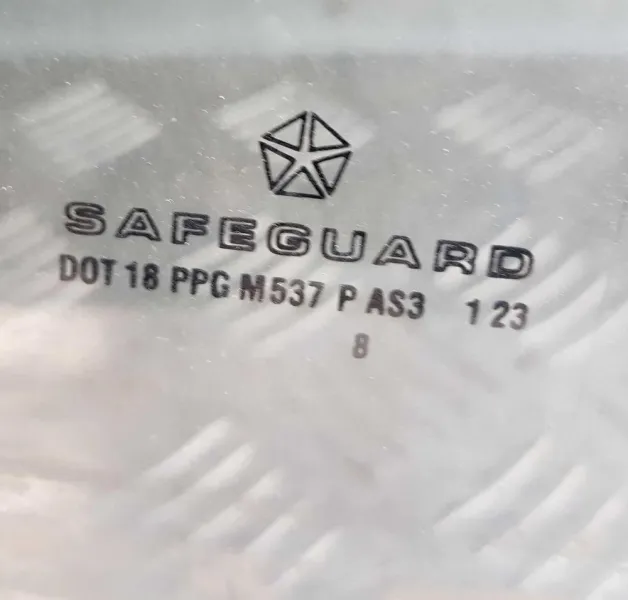 SAFEGUARD
DOT 18 PPG M537 P AS3 1 23
8